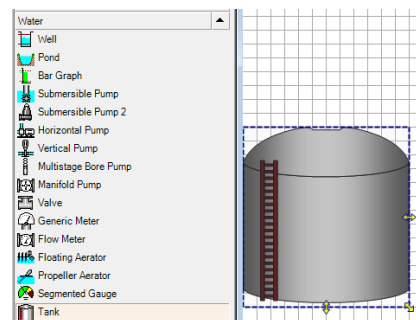 Water
Well
Pond
Bar Graph
Submersible Pump
Submersible Pump 2
Horizontal Pump
Vertical Pump
Multistage Bore Pump
Manifold Pump
Valve
Generic Meter
Flow Meter
Floating Aerator
Propeller Aerator
Segmented Gauge
Tank